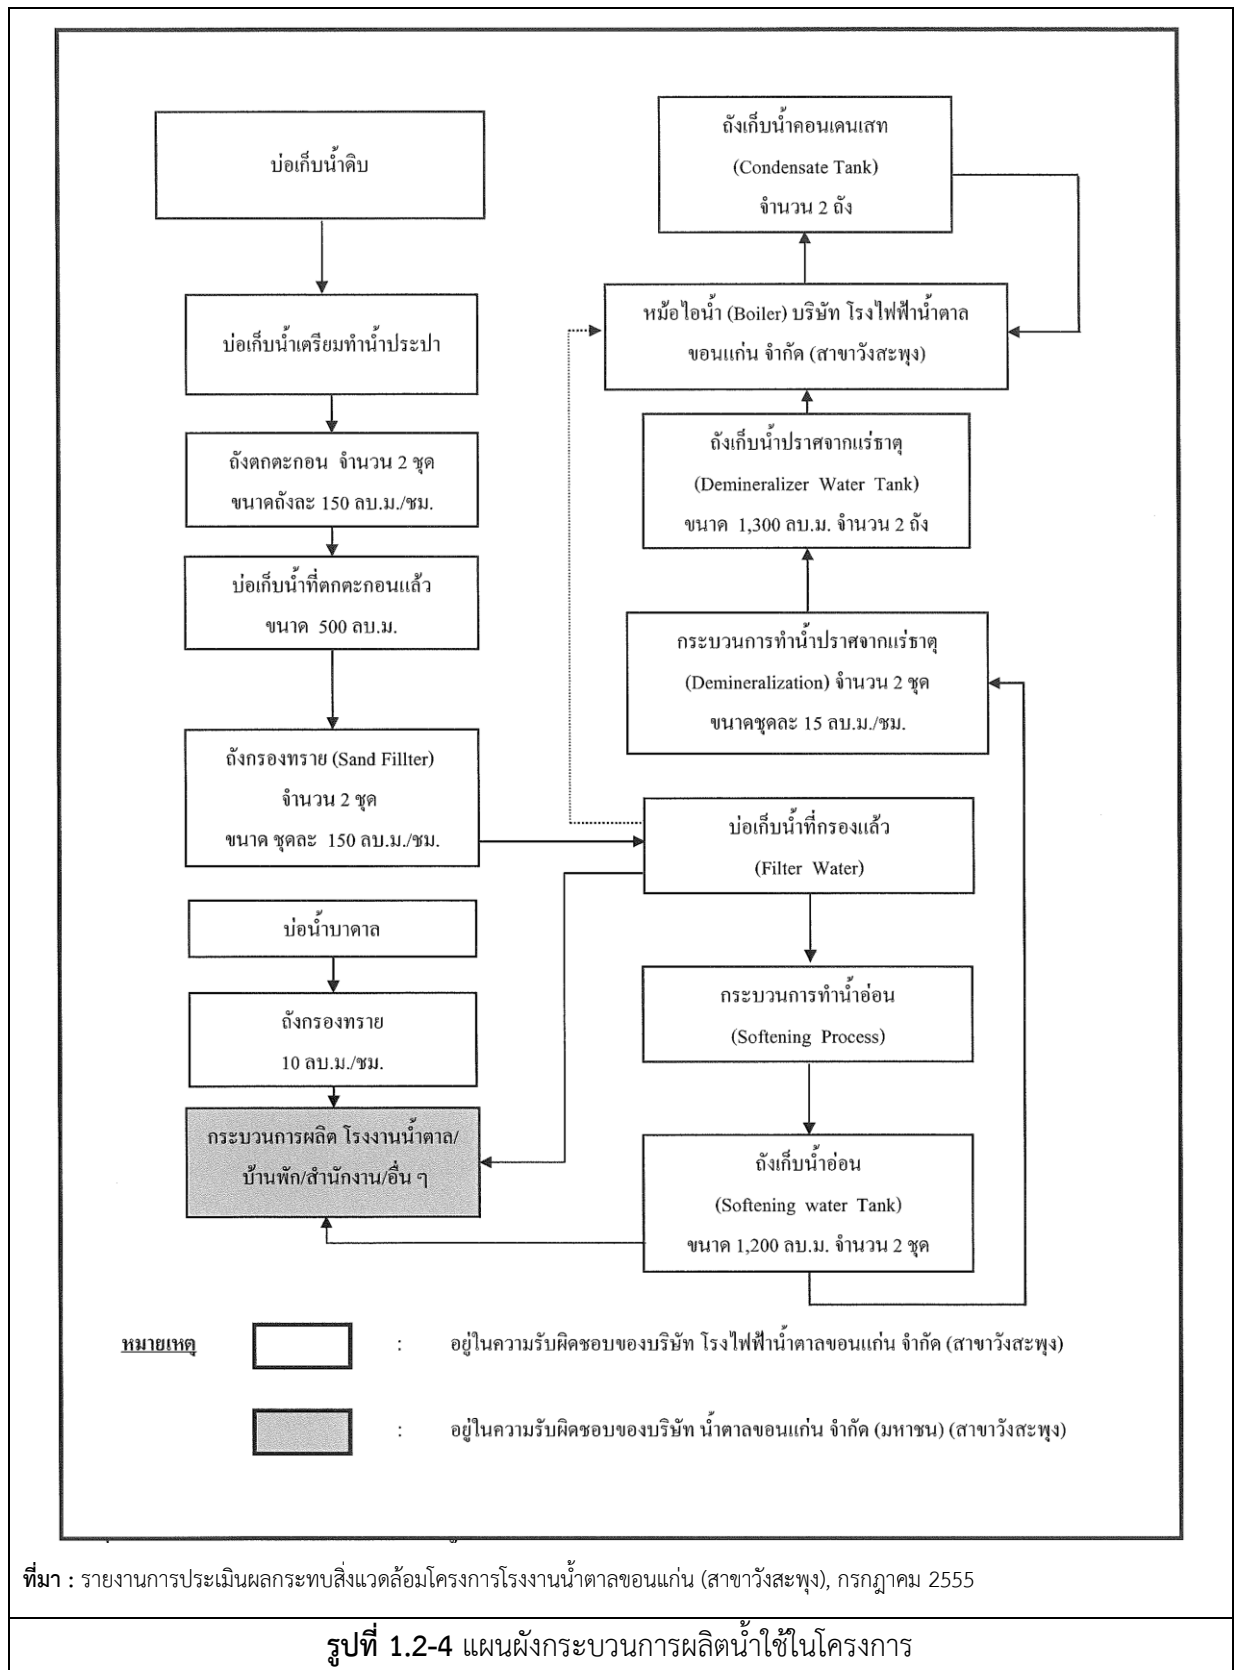 บ่อเก็บน้ำดิบ
บ่อเก็บน้ำเตรียมทำน้ำประปา
ถังตกตะกอน จำนวน 2 ชุด
ขนาดถังละ 150 ลบ.ม./ชม.
บ่อเก็บน้ำที่ตกตะกอนแล้ว
ขนาด 500 ลบ.ม.
ถังกรองทราย (Sand Fillter)
จำนวน 2 ชุด
ขนาด ชุดละ 150 ลบ.ม./ชม.
บ่อน้ำบาดาล
ถังกรองทราย
10 ลบ.ม./ชม.
กระบวนการผลิต โรงงานน้ำตาล/
บ้านพัก/สำนักงาน/อื่น ๆ
ถังเก็บน้ำคอนเดนเสท
(Condensate Tank)
จำนวน 2 ถัง
หม้อไอน้ำ (Boiler) บริษัท โรงไฟฟ้าน้ำตาล
ขอนแก่น จำกัด (สาขาวังสะพุง)
ถังเก็บน้ำปราศจากแร่ธาตุ
(Demineralizer Water Tank)
ขนาด 1,300 ลบ.ม. จำนวน 2 ถัง
กระบวนการทำน้ำปราศจากแร่ธาตุ
(Demineralization) จำนวน 2 ชุด
ขนาดชุดละ 15 ลบ.ม./ชม.
บ่อเก็บน้ำที่กรองแล้ว
(Filter Water)
กระบวนการทำน้ำอ่อน
(Softening Process)
ถังเก็บน้ำอ่อน
(Softening water Tank)
ขนาด 1,200 ลบ.ม. จำนวน 2 ชุด
หมายเหตุ : อยู่ในความรับผิดชอบของบริษัท โรงไฟฟ้าน้ำตาลขอนแก่น จำกัด (สาขาวังสะพุง)
: อยู่ในความรับผิดชอบของบริษัท น้ำตาลขอนแก่น จำกัด (มหาชน) (สาขาวังสะพุง)
ที่มา : รายงานการประเมินผลกระทบสิ่งแวดล้อมโครงการโรงงานน้ำตาลขอนแก่น (สาขาวังสะพุง), กรกฎาคม 2555
รูปที่ 1.2-4 แผนผังกระบวนการผลิตน้ำใช้ในโครงการ